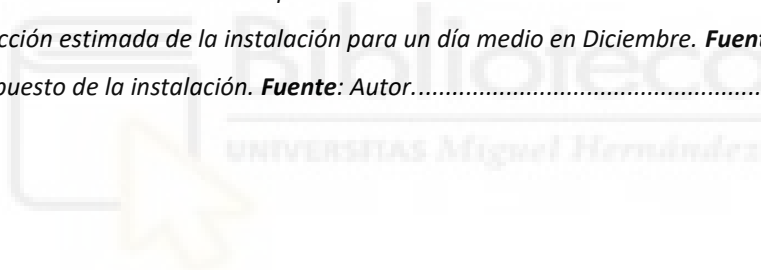 cción estimada de la instalación para un día medio en Diciembre. Fuent
Biblioteca
puesto de la instalación. Fuente: Autor.......................................................
UNIVERSITAS Miguel Hernández